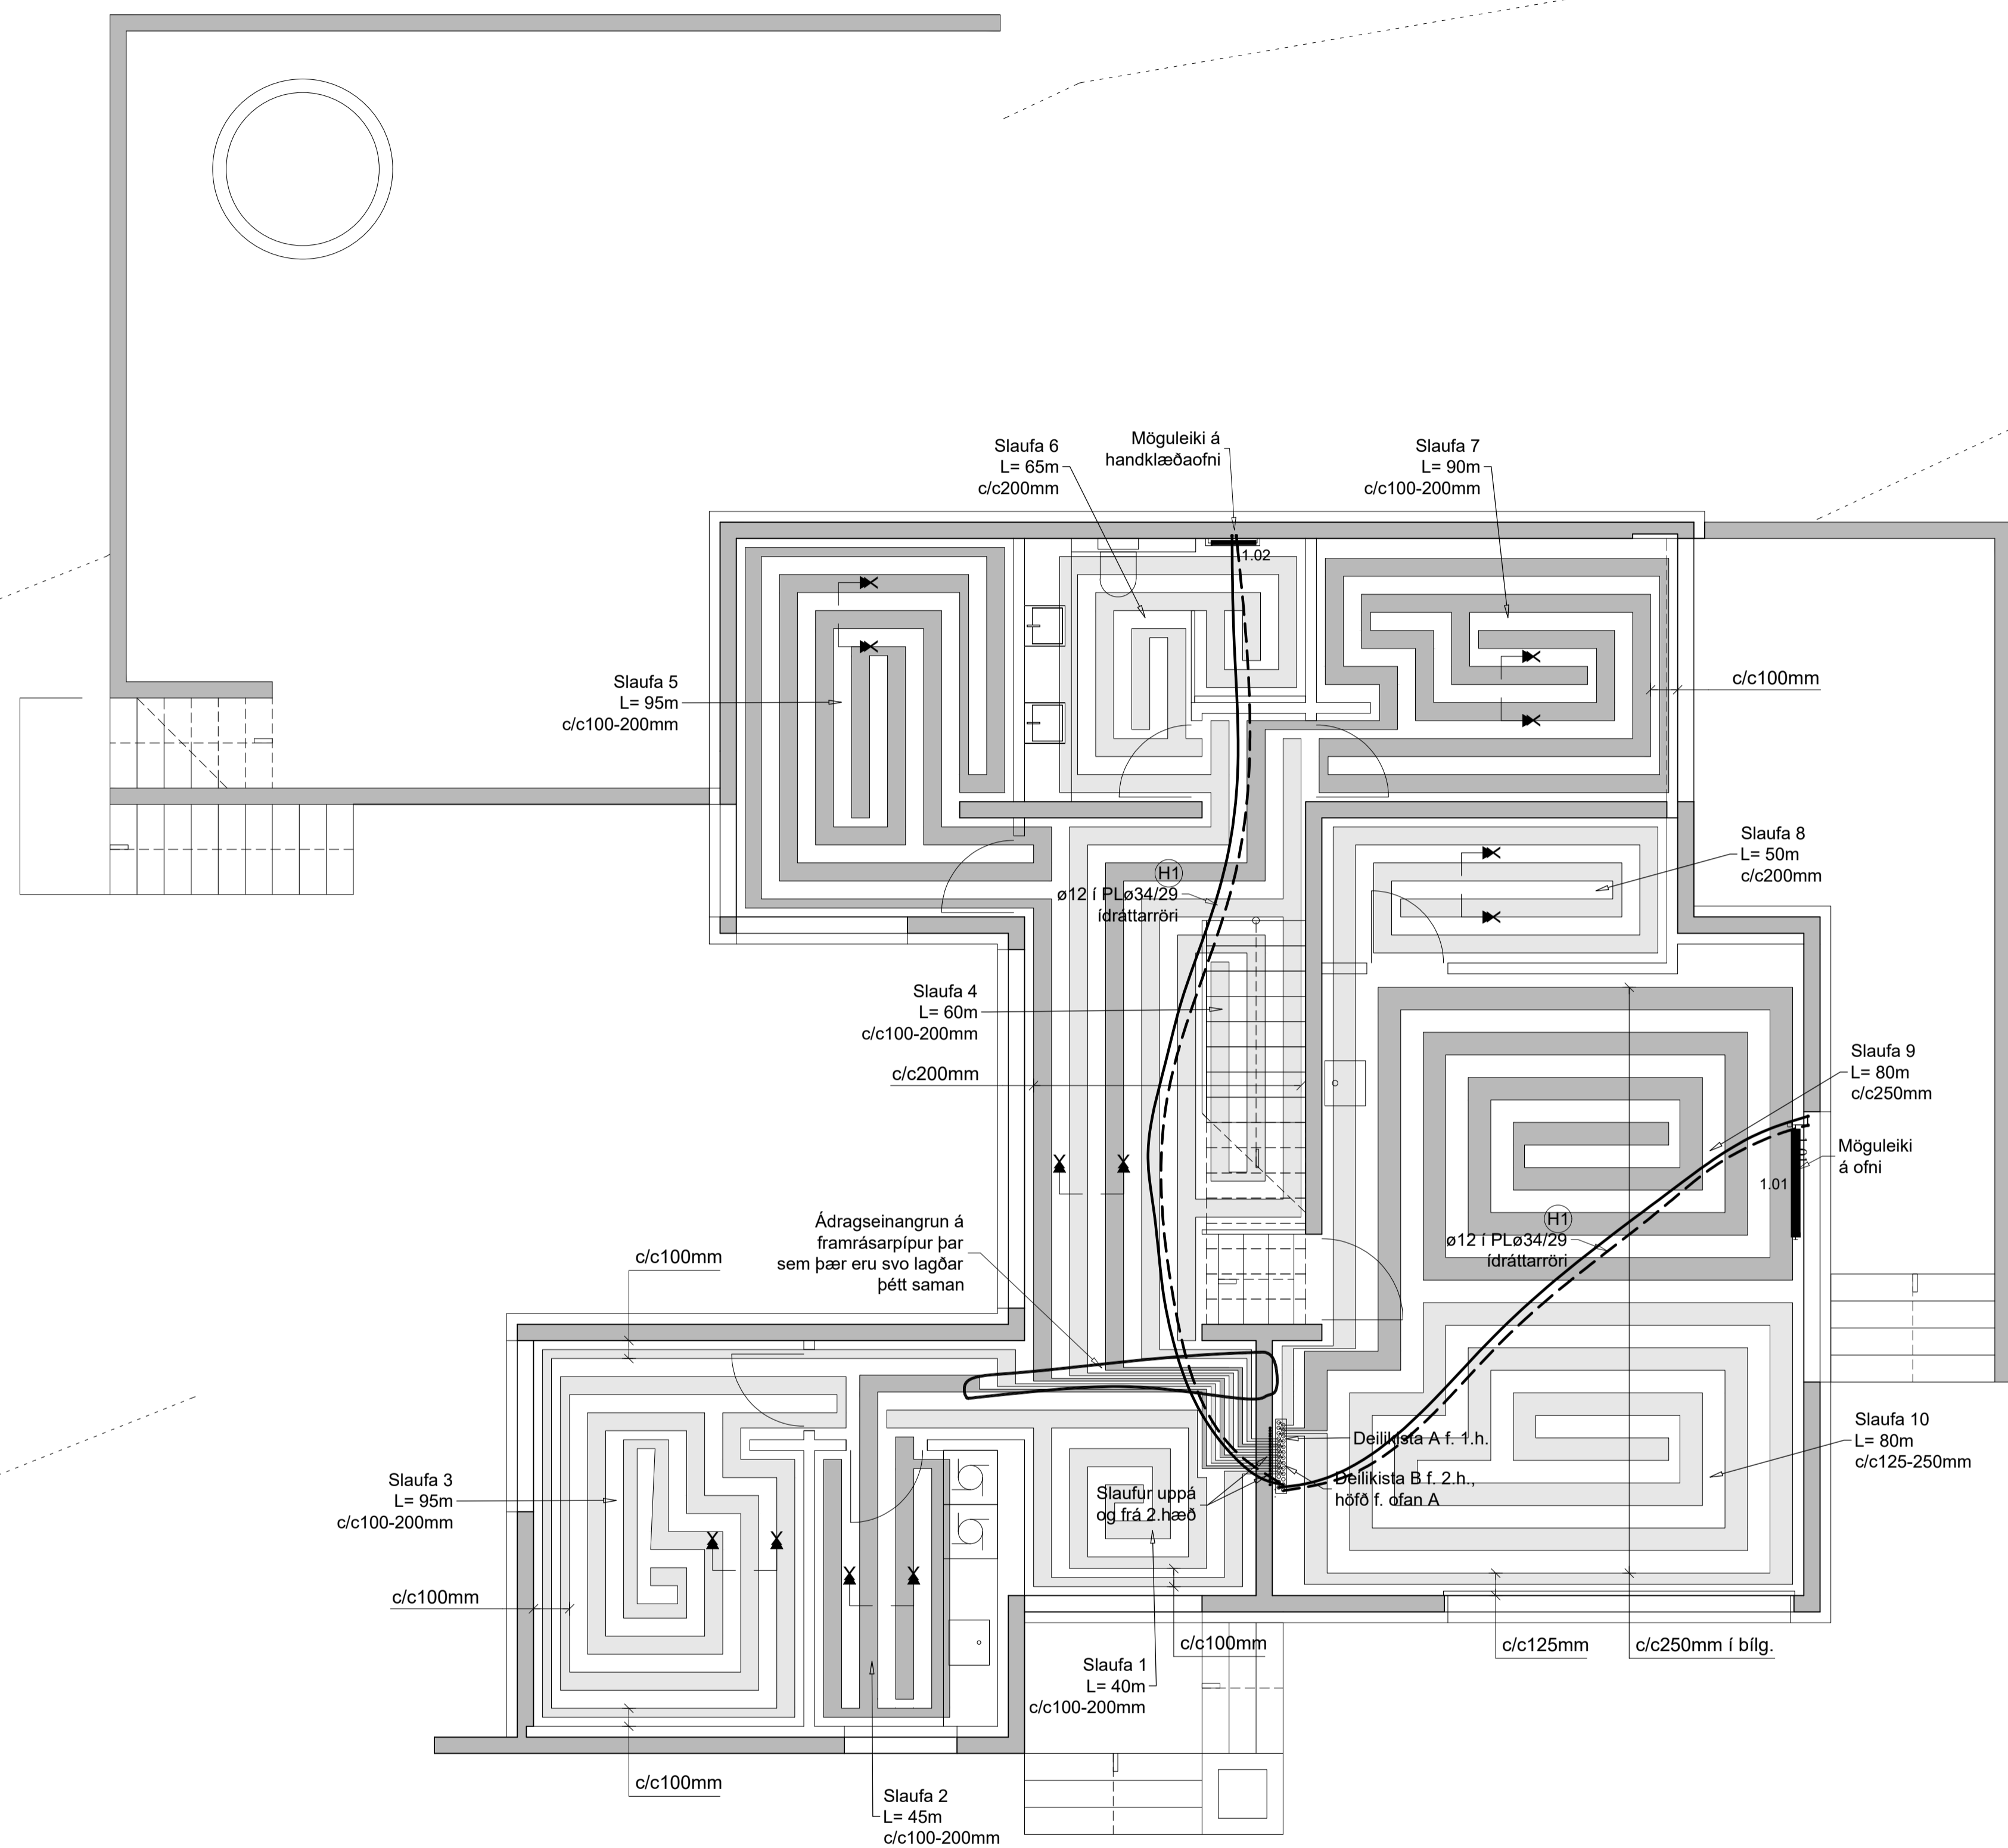 Slaufa 6
L= 65m
c/c200mm
Möguleiki á
handklæðaofni
Slaufa 7
L= 90m
c/c100-200mm
1.02
Slaufa 5
L= 95m
c/c100-200mm
c/c100mm
Slaufa 8
L= 50m
c/c200mm
H1
ø12 í PLø34/29
ídráttarröri
Slaufa 4
L= 60m
c/c100-200mm
c/c200mm
Slaufa 9
L= 80m
c/c250mm
Möguleiki
á ofni
1.01
H1
ø12 í PLø34/29
ídráttarröri
Ádragseinangrun á
framrásarpípur þar
sem þær eru svo lagðar
þétt saman
c/c100mm
Slaufa 10
L= 80m
c/c125-250mm
Deilikista A f. 1.h.
Deilikista B f. 2.h.,
höfð f. ofan A
Slaufur uppá
og frá 2.hæð
Slaufa 3
L= 95m
c/c100-200mm
c/c100mm
c/c100mm
c/c125mm
c/c250mm í bílg.
Slaufa 1
L= 40m
c/c100-200mm
c/c100mm
Slaufa 2
L= 45m
c/c100-200mm